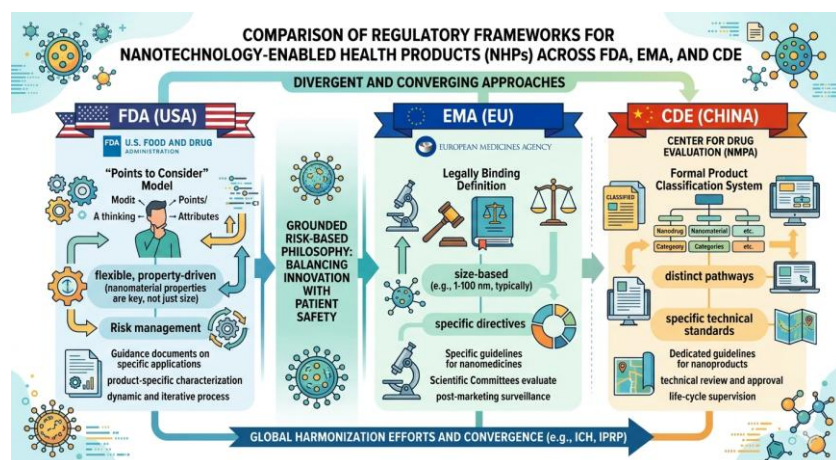 COMPARISON OF REGULATORY FRAMEWORKS FOR
NANOTECHNOLOGY-ENABLED HEALTH PRODUCTS (NHPs) ACROSS FDA, EMA, AND CDE
DIVERGENT AND CONVERGING APPROACHES
FDA (USA)
FDA U.S. FOOD AND DRUG
ADMINISTRATION
"Points to Consider"
Model
Modit
Points/
A thinking
Attributes
flexible, property-driven
(nanomaterial properties
are key, not just size)
Risk management
Guidance documents on
specific applications
product-specific characterization
dynamic and iterative process
GROUNDED
RISK-BASED
PHILOSOPHY:
BALANCING
INNOVATION
WITH
PATIENT
SAFETY
EMA (EU)
EUROPEAN MEDICINES AGENCY
Legally Binding
Definition
size-based
(e.g., 1-100 nm, typically)
specific directives
Specific guidelines
for nanomedicines
Scientific Committees evaluate
post-marketing surveillance
CDE (CHINA)
CENTER FOR DRUG
EVALUATION (NMPA)
Formal Product
Classification System
CLASSIFIED
Nanodrug
Nanomaterial
etc.
Categeoty
Categories
etc.
distinct pathways
specific technical
standards
Dedicated guidelines
for nanoproducts
technical review and approval
life-cycle supervision
GLOBAL HARMONIZATION EFFORTS AND CONVERGENCE (e.g., ICH, IPRP)